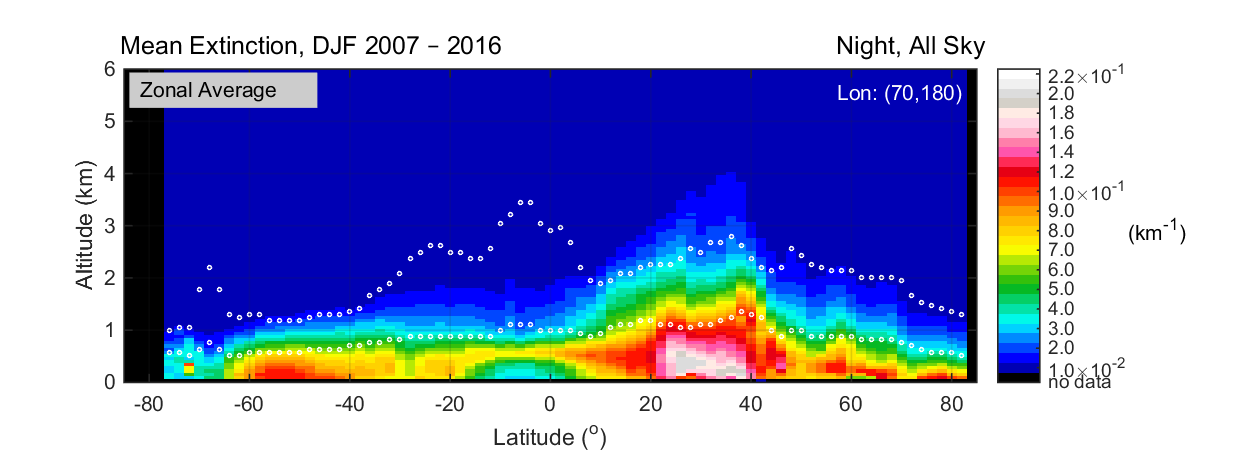 Mean Extinction, DJF 2007 - 2016
Night, All Sky
Zonal Average
Lon: (70,180)
6
5
4
3
2
1
0
Altitude (km)
-80 -60 -40 -20 0 20 40 60 80
Latitude (°)
2.2×10⁻¹
2.0
1.8
1.6
1.4
1.2
1.0×10⁻¹
9.0
8.0
7.0
6.0
5.0
4.0
3.0
2.0
1.0×10⁻²
no data
(km⁻¹)